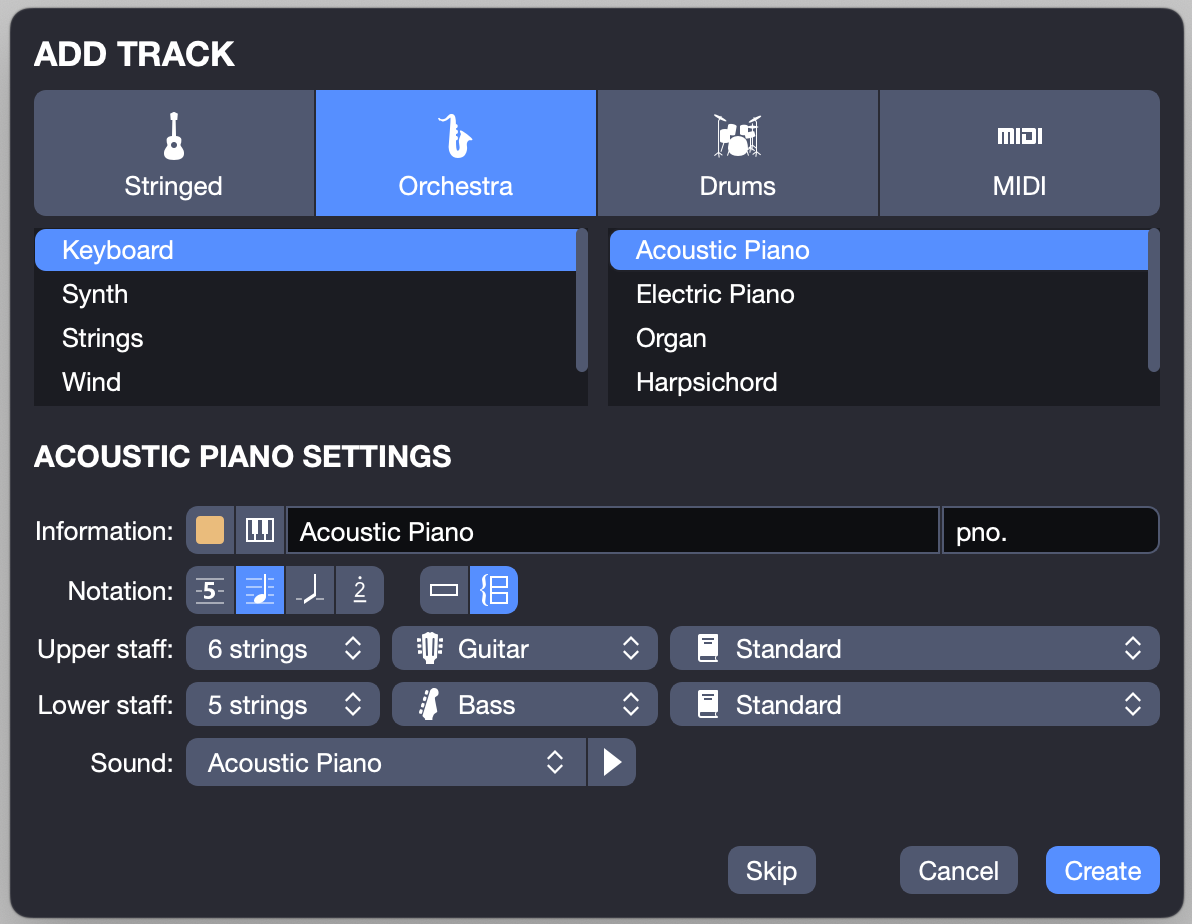 ADD TRACK
Stringed Orchestra Drums MIDI MIDI
Keyboard
Synth
Strings
Wind
Acoustic Piano
Electric Piano
Organ
Harpsichord
ACOUSTIC PIANO SETTINGS
Information: Acoustic Piano pno.
Notation: 5 2
Upper staff: 6 strings Guitar Standard
Lower staff: 5 strings Bass Standard
Sound: Acoustic Piano
Skip Cancel Create